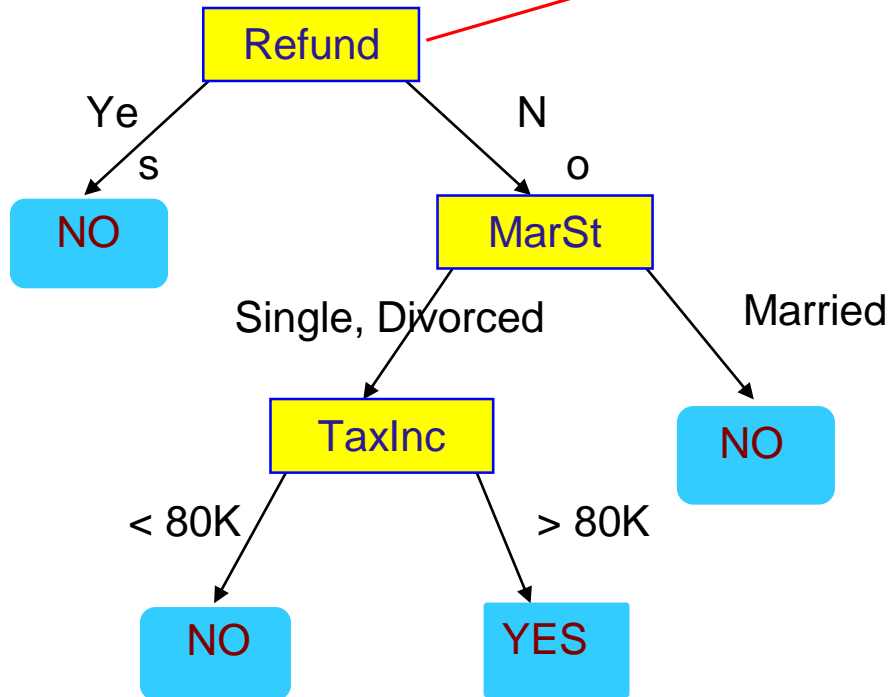 Refund
Ye
s
N
o
NO
MarSt
Single, Divorced
Married
TaxInc
NO
< 80K
> 80K
NO
YES